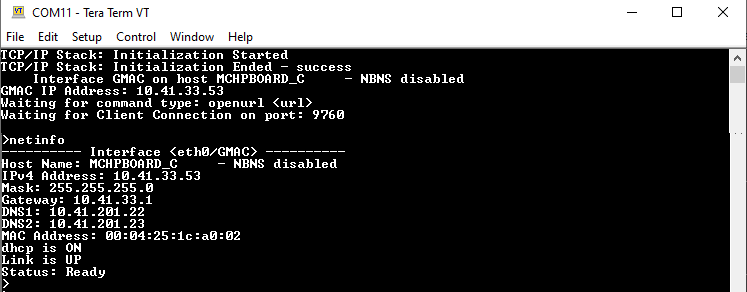 COM11 - Tera Term VT
File Edit Setup Control Window Help
TCP/IP Stack: Initialization Started
TCP/IP Stack: Initialization Ended - success
    Interface GMAC on host MCHPBOARD_C     - NBNS disabled
GMAC IP Address: 10.41.33.53
Waiting for command type: openurl <url>
Waiting for Client Connection on port: 9760
>netinfo
---------- Interface <eth0/GMAC> ----------
Host Name: MCHPBOARD_C     - NBNS disabled
IPv4 Address: 10.41.33.53
Mask: 255.255.255.0
Gateway: 10.41.33.1
DNS1: 10.41.201.22
DNS2: 10.41.201.23
MAC Address: 00:04:25:1c:a0:02
dhcp is ON
Link is UP
Status: Ready
>